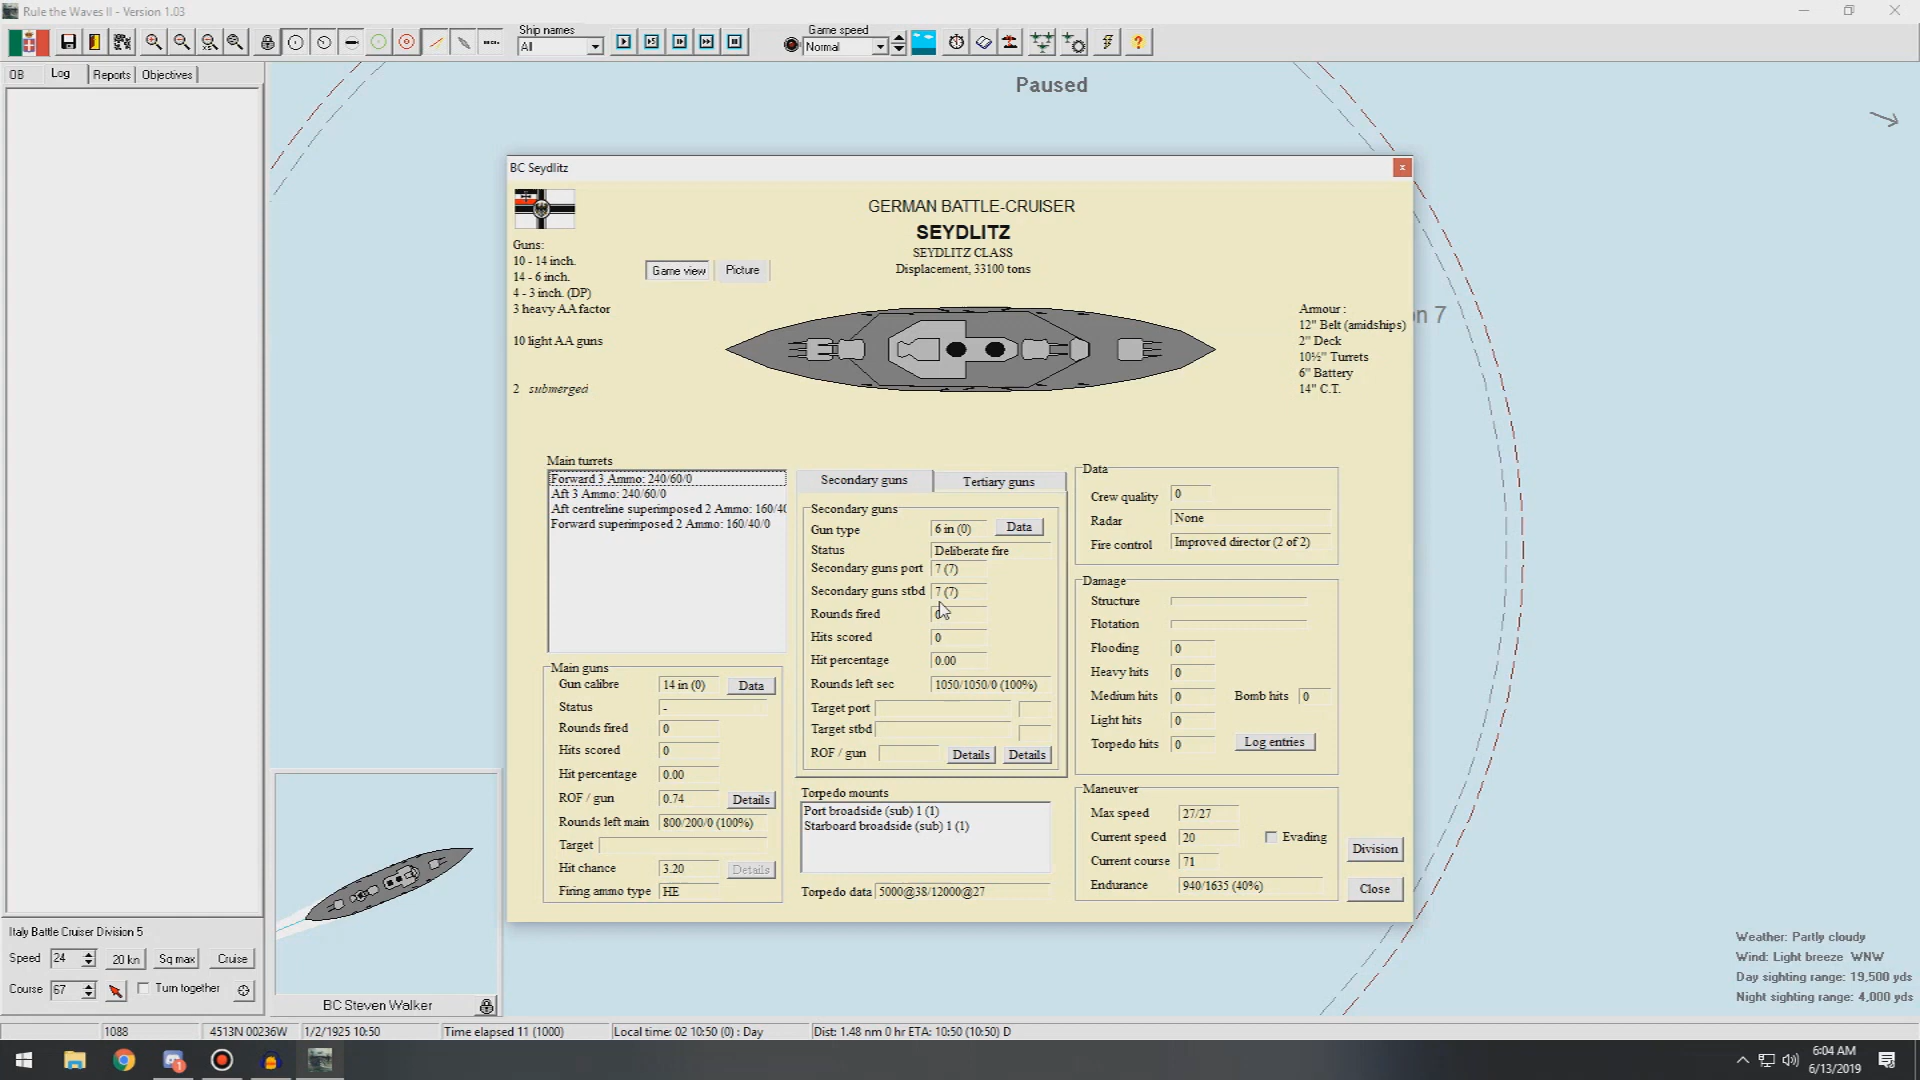 Rule the Waves II - Version 1.03
Ship names
All
Game speed
Normal
OB
Log
Reports
Objectives
Paused
BC Seydlitz
GERMAN BATTLE-CRUISER
SEYDLITZ
SEYDLITZ CLASS
Displacement, 33100 tons
Guns:
10 - 14 inch.
14 - 6 inch.
4 - 3 inch. (DP)
3 heavy AA factor
10 light AA guns
2 submerged
Game view
Picture
Armour :
12" Belt (amidships)
2" Deck
10½" Turrets
6" Battery
14" C.T.
on 7
Main turrets
Forward 3 Ammo: 240/60/0
Aft 3 Ammo: 240/60/0
Aft centreline superimposed 2 Ammo: 160/40
Forward superimposed 2 Ammo: 160/40/0
Main guns
Gun calibre 14 in (0) Data
Status -
Rounds fired 0
Hits scored 0
Hit percentage 0.00
ROF / gun 0.74 Details
Rounds left main 800/200/0 (100%)
Target
Hit chance 3.20 Details
Firing ammo type HE
Secondary guns
Tertiary guns
Secondary guns
Gun type 6 in (0) Data
Status Deliberate fire
Secondary guns port 7 (7)
Secondary guns stbd 7 (7)
Rounds fired 0
Hits scored 0
Hit percentage 0.00
Rounds left sec 1050/1050/0 (100%)
Target port
Target stbd
ROF / gun Details Details
Torpedo mounts
Port broadside (sub) 1 (1)
Starboard broadside (sub) 1 (1)
Torpedo data 5000@38/12000@27
Data
Crew quality 0
Radar None
Fire control Improved director (2 of 2)
Damage
Structure
Flotation
Flooding 0
Heavy hits 0
Medium hits 0 Bomb hits 0
Light hits 0
Torpedo hits 0 Log entries
Maneuver
Max speed 27/27
Current speed 20 Evading
Current course 71
Endurance 940/1635 (40%)
Division
Close
Italy Battle Cruiser Division 5
Speed 24 20 kn Sq max Cruise
Course 67 Turn together
BC Steven Walker
Weather: Partly cloudy
Wind: Light breeze WNW
Day sighting range: 19,500 yds
Night sighting range: 4,000 yds
1088
4513N 00236W
1/2/1925 10:50
Time elapsed 11 (1000)
Local time: 02 10:50 (0) : Day
Dist: 1.48 nm 0 hr ETA: 10:50 (10:50) D
6:04 AM
6/13/2019